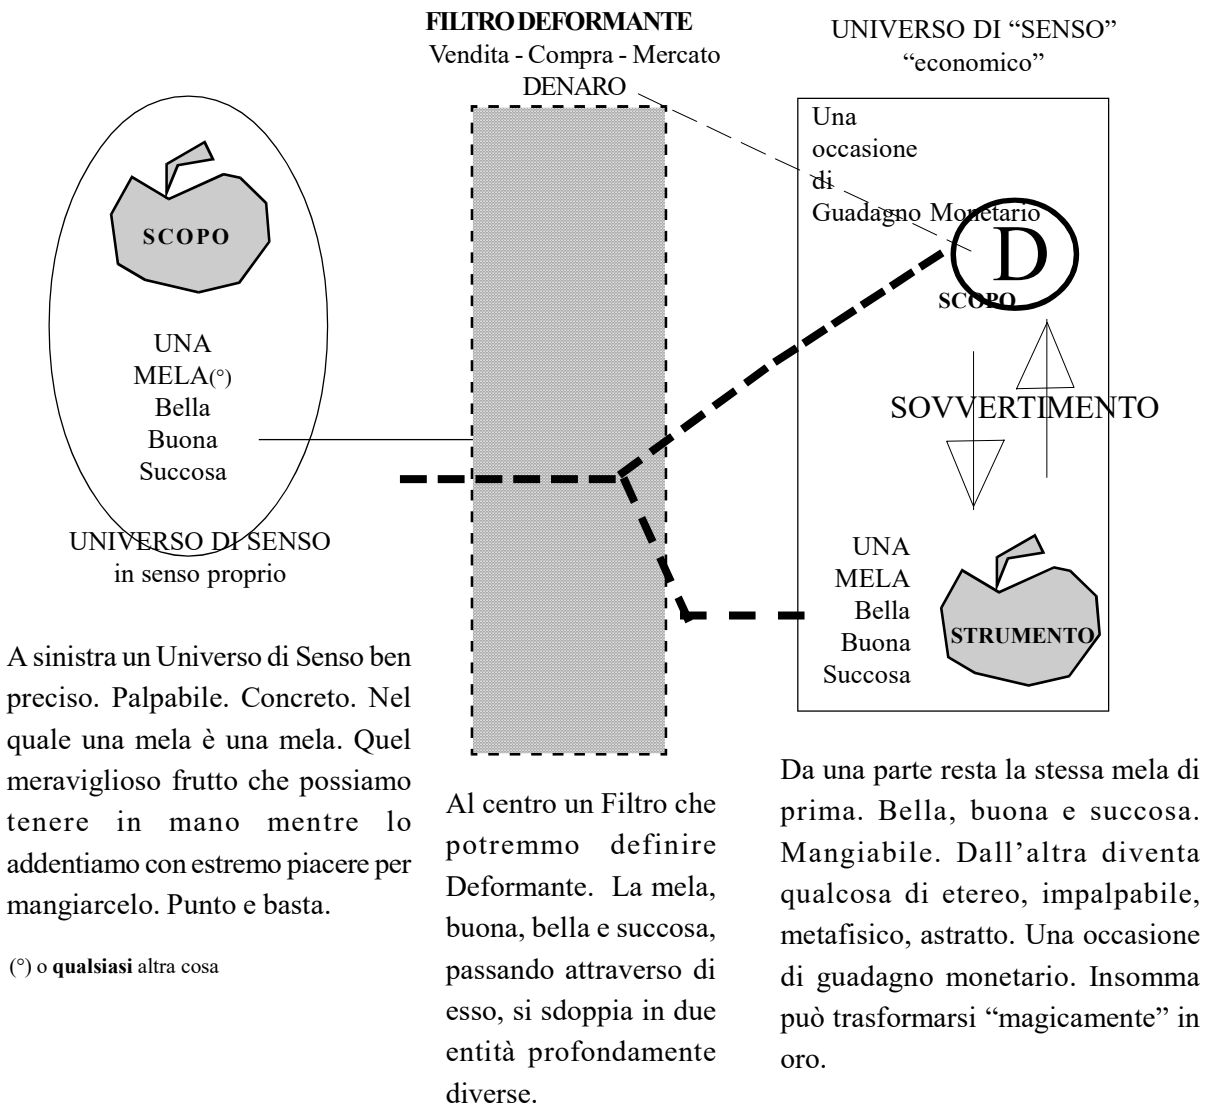 FILTRO DEFORMANTE
Vendita - Compra - Mercato
DENARO
UNIVERSO DI “SENSO”
“economico”
SCOPO
UNA
MELA(°)
Bella
Buona
Succosa
UNIVERSO DI SENSO
in senso proprio
Una
occasione
di
Guadagno Monetario
D
SCOPO
SOVVERTIMENTO
UNA
MELA
Bella
Buona
Succosa
STRUMENTO
A sinistra un Universo di Senso ben
preciso. Palpabile. Concreto. Nel
quale una mela è una mela. Quel
meraviglioso frutto che possiamo
tenere in mano mentre lo
addentiamo con estremo piacere per
mangiarcelo. Punto e basta.
(°) o qualsiasi altra cosa
Al centro un Filtro che
potremmo definire
Deformante. La mela,
buona, bella e succosa,
passando attraverso di
esso, si sdoppia in due
entità profondamente
diverse.
Da una parte resta la stessa mela di
prima. Bella, buona e succosa.
Mangiabile. Dall’altra diventa
qualcosa di etereo, impalpabile,
metafisico, astratto. Una occasione
di guadagno monetario. Insomma
può trasformarsi “magicamente” in
oro.